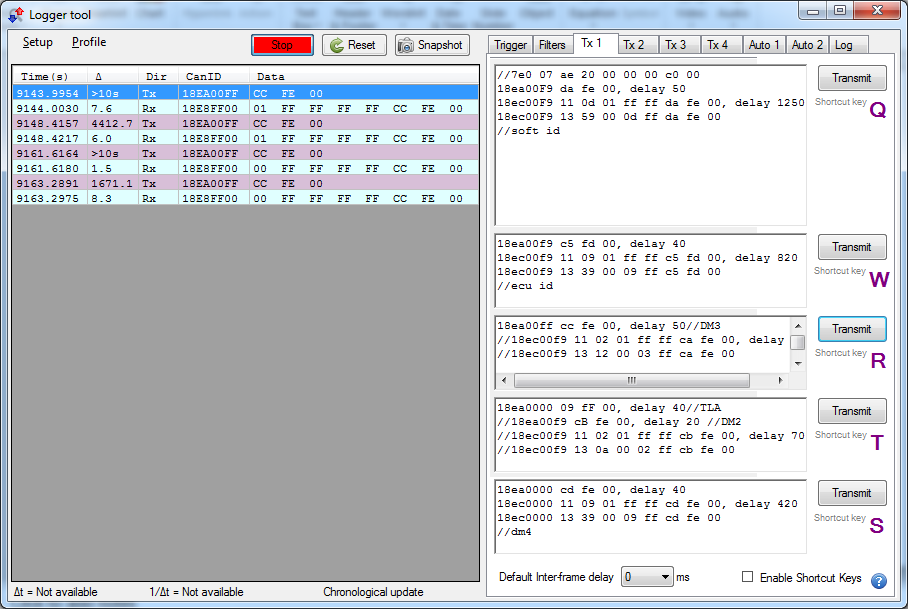 Logger tool
Setup Profile
Stop Reset Snapshot
Time(s) Δ Dir CanID Data
9143.9954 >10s Tx 18EA00FF CC FE 00
9144.0030 7.6 Rx 18E8FF00 01 FF FF FF FF CC FE 00
9148.4157 4412.7 Tx 18EA00FF CC FE 00
9148.4217 6.0 Rx 18E8FF00 01 FF FF FF FF CC FE 00
9161.6164 >10s Tx 18EA00FF CC FE 00
9161.6180 1.5 Rx 18E8FF00 00 FF FF FF FF CC FE 00
9163.2891 1671.1 Tx 18EA00FF CC FE 00
9163.2975 8.3 Rx 18E8FF00 00 FF FF FF FF CC FE 00
Δt = Not available 1/Δt = Not available Chronological update
Trigger Filters Tx 1 Tx 2 Tx 3 Tx 4 Auto 1 Auto 2 Log
//7e0 07 ae 20 00 00 00 c0 00
18ea00F9 da fe 00, delay 50
18ec00F9 11 0d 01 ff ff da fe 00, delay 1250
18ec00F9 13 59 00 0d ff da fe 00
//soft id
Transmit
Shortcut key Q
18ea00f9 c5 fd 00, delay 40
18ec00f9 11 09 01 ff ff c5 fd 00, delay 820
18ec00f9 13 39 00 09 ff c5 fd 00
//ecu id
Transmit
Shortcut key W
18ea00ff cc fe 00, delay 50//DM3
//18ec00f9 11 02 01 ff ff ca fe 00, delay
//18ec00f9 13 12 00 03 ff ca fe 00
Transmit
Shortcut key R
18ea0000 09 fF 00, delay 40//TLA
//18ea00f9 cB fe 00, delay 20 //DM2
//18ec00f9 11 02 01 ff ff cb fe 00, delay 70
//18ec00f9 13 0a 00 02 ff cb fe 00
Transmit
Shortcut key T
18ea0000 cd fe 00, delay 40
18ec0000 11 09 01 ff ff cd fe 00, delay 420
18ec0000 13 39 00 09 ff cd fe 00
//dm4
Transmit
Shortcut key S
Default Inter-frame delay 0 ms Enable Shortcut Keys ?